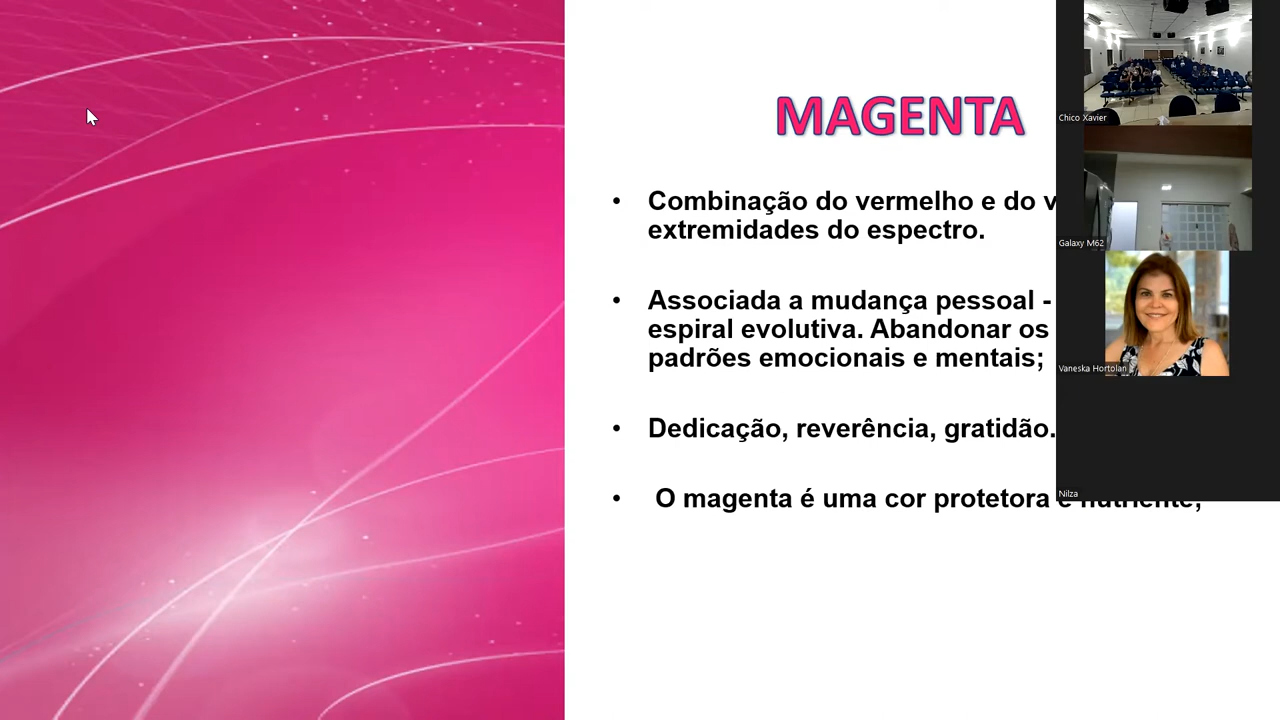 MAGENTA
• Combinação do vermelho e do
extremidades do espectro.
• Associada a mudança pessoal -
espiral evolutiva. Abandonar os
padrões emocionais e mentais;
• Dedicação, reverência, gratidão.
• O magenta é uma cor protetora e nutriente;
Chico Xavier
Galaxy M62
Vaneska Hortolan
Nilza